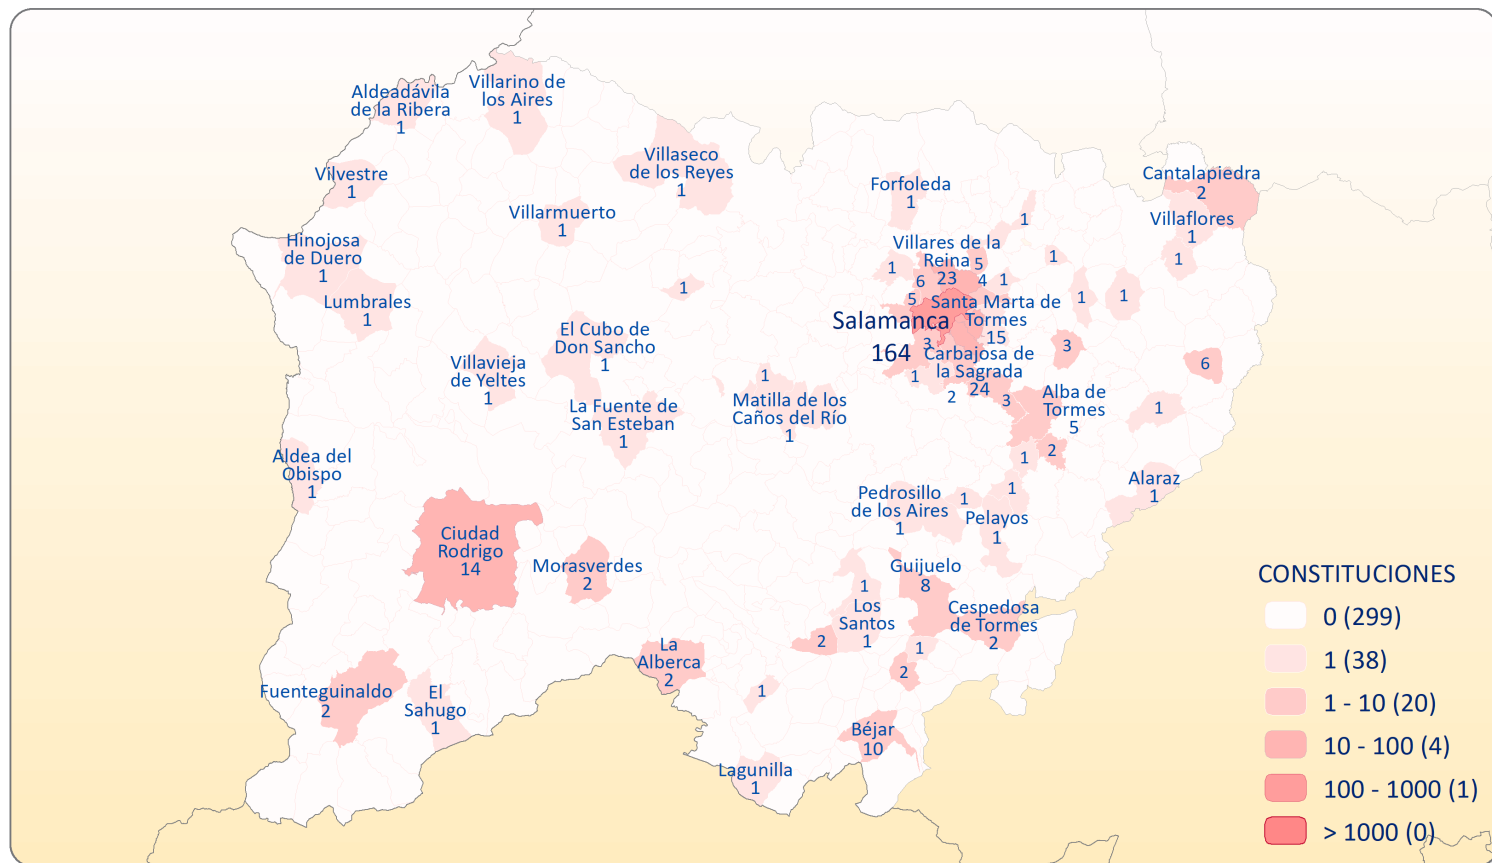 Aldeadávila
de la Ribera
1
Villarino de
los Aires
1
Vilvestre
1
Villaseco
de los Reyes
1
Villarmuerto
1
Forfoleda
1
1
Cantalapiedra
2
Villaflores
1
1
Hinojosa
de Duero
1
Lumbrales
1
1
Villares de la
Reina
23
5
4
1
1
6
5
1
1
1
Santa Marta de
Tormes
15
Salamanca
164
3
Carbajosa de
la Sagrada
24
1
2
3
3
6
Alba de
Tormes
5
1
2
1
El Cubo de
Don Sancho
1
Villavieja
de Yeltes
1
La Fuente de
San Esteban
1
1
Matilla de los
Caños del Río
1
Aldea del
Obispo
1
Alaraz
1
Pedrosillo
de los Aires
1
1
1
Pelayos
1
Ciudad
Rodrigo
14
Morasverdes
2
Guijuelo
8
1
Los
Santos
1
2
Cespedosa
de Tormes
2
1
2
La
Alberca
2
1
Fuenteguinaldo
2
El
Sahugo
1
Béjar
10
Lagunilla
1
CONSTITUCIONES
0 (299)
1 (38)
1 - 10 (20)
10 - 100 (4)
100 - 1000 (1)
> 1000 (0)